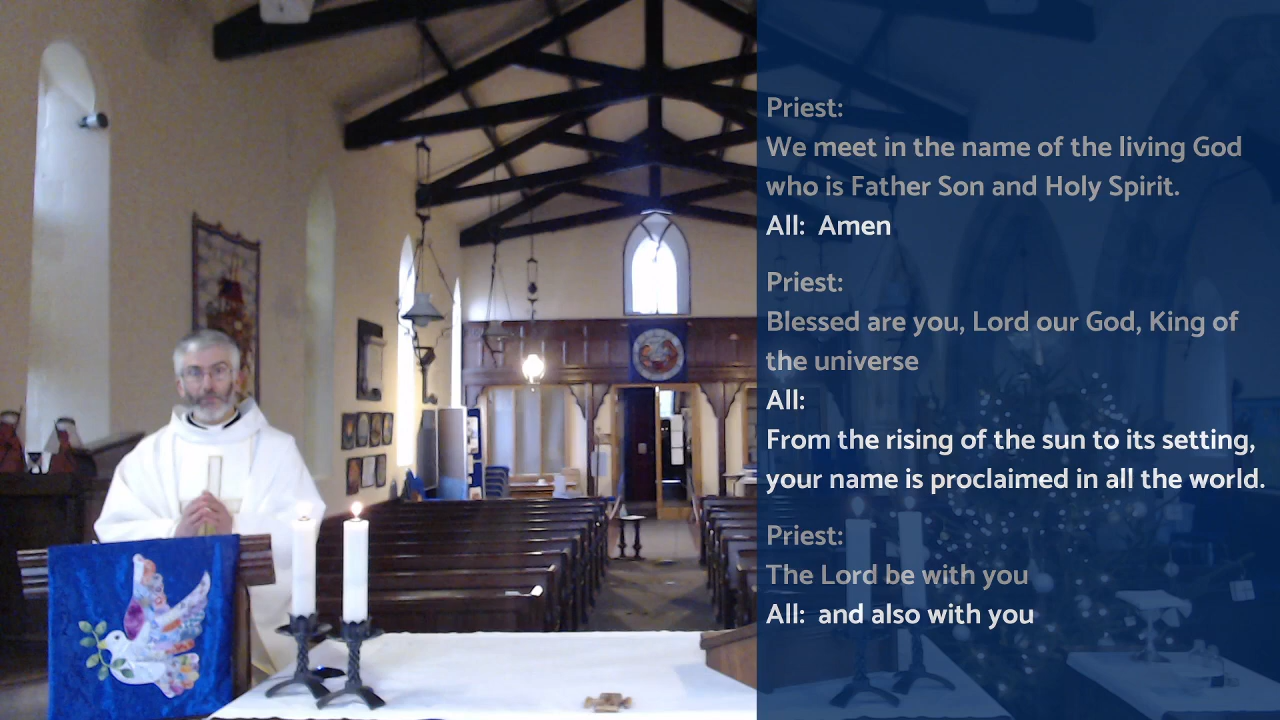 Priest:
We meet in the name of the living God
who is Father Son and Holy Spirit.
All:  Amen
Priest:
Blessed are you, Lord our God, King of
the universe
All:
From the rising of the sun to its setting,
your name is proclaimed in all the world.
Priest:
The Lord be with you
All:  and also with you